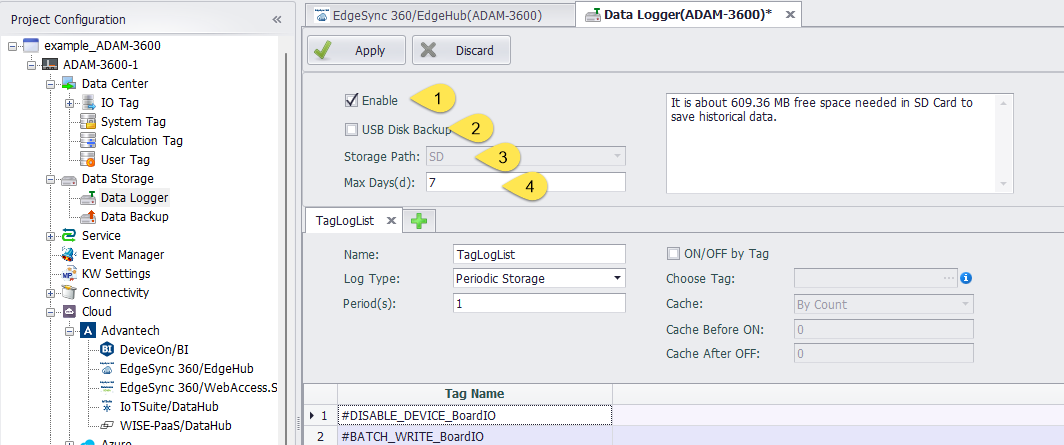 Project Configuration
example_ADAM-3600
ADAM-3600-1
Data Center
IO Tag
System Tag
Calculation Tag
User Tag
Data Storage
Data Logger
Data Backup
Service
Event Manager
KW Settings
Connectivity
Cloud
Advantech
DeviceOn/BI
EdgeSync 360/EdgeHub
EdgeSync 360/WebAccess.S
IoTSuite/DataHub
WISE-PaaS/DataHub
Azure
EdgeSync 360/EdgeHub(ADAM-3600)
Data Logger(ADAM-3600)*
Apply
Discard
Enable
1
USB Disk Backup
2
Storage Path: SD
3
Max Days(d): 7
4
It is about 609.36 MB free space needed in SD Card to
save historical data.
TagLogList
Name: TagLogList
Log Type: Periodic Storage
Period(s): 1
ON/OFF by Tag
Choose Tag: ...
Cache: By Count
Cache Before ON: 0
Cache After OFF: 0
Tag Name
1 #DISABLE_DEVICE_BoardIO
2 #BATCH_WRITE_BoardIO